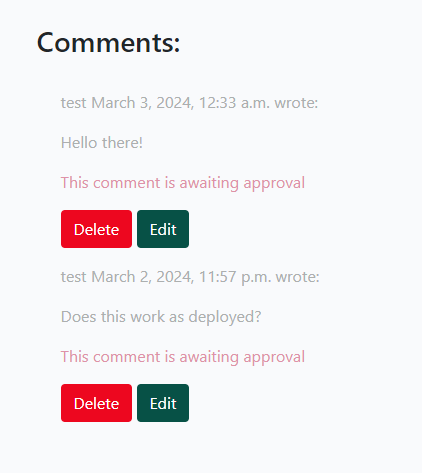 Comments:
test March 3, 2024, 12:33 a.m. wrote:
Hello there!
This comment is awaiting approval
Delete Edit
test March 2, 2024, 11:57 p.m. wrote:
Does this work as deployed?
This comment is awaiting approval
Delete Edit